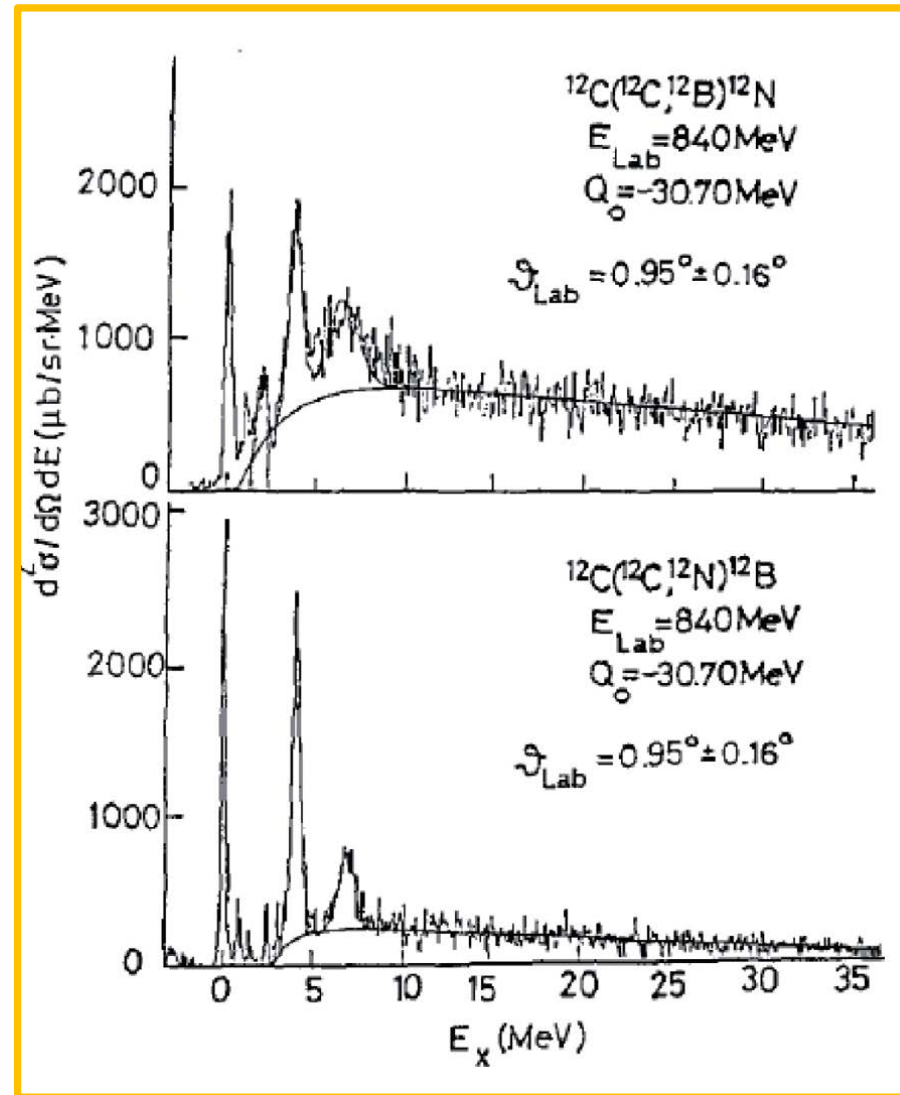 ¹²C(¹²C,¹²B)¹²N
E_Lab=840MeV
Q_o=-30.70MeV
ϑ_Lab = 0.95°±0.16°
2000
1000
0
d²σ/dΩdE(μb/sr·MeV)
3000
2000
1000
0
¹²C(¹²C,¹²N)¹²B
E_Lab=840MeV
Q_o=-30.70MeV
ϑ_Lab = 0.95°±0.16°
0 5 10 15 20 25 30 35
E_x(MeV)